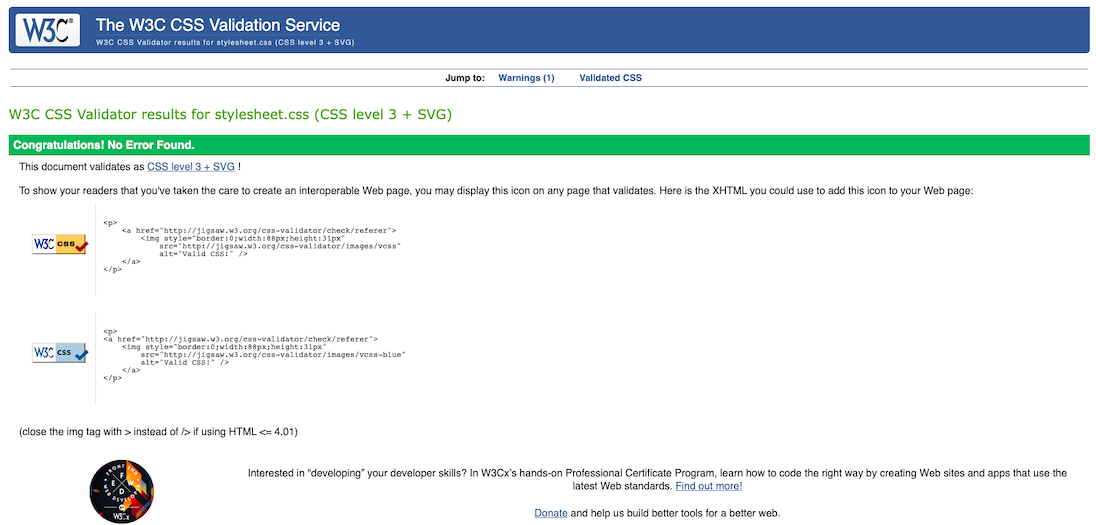 W3C®
The W3C CSS Validation Service
W3C CSS Validator results for stylesheet.css (CSS level 3 + SVG)
Jump to: Warnings (1) Validated CSS
W3C CSS Validator results for stylesheet.css (CSS level 3 + SVG)
Congratulations! No Error Found.
This document validates as CSS level 3 + SVG !
To show your readers that you've taken the care to create an interoperable Web page, you may display this icon on any page that validates. Here is the XHTML you could use to add this icon to your Web page:
W3C css
<p>
<a href="http://jigsaw.w3.org/css-validator/check/referer">
<img style="border:0;width:88px;height:31px"
src="http://jigsaw.w3.org/css-validator/images/vcss"
alt="Valid CSS!" />
</a>
</p>
W3C css
<p>
<a href="http://jigsaw.w3.org/css-validator/check/referer">
<img style="border:0;width:88px;height:31px"
src="http://jigsaw.w3.org/css-validator/images/vcss-blue"
alt="Valid CSS!" />
</a>
</p>
(close the img tag with > instead of /> if using HTML <= 4.01)
FRONT END
F E W D
WEB DEVELOPER
W3Cx
Interested in “developing” your developer skills? In W3Cx’s hands-on Professional Certificate Program, learn how to code the right way by creating Web sites and apps that use the
latest Web standards. Find out more!
Donate and help us build better tools for a better web.